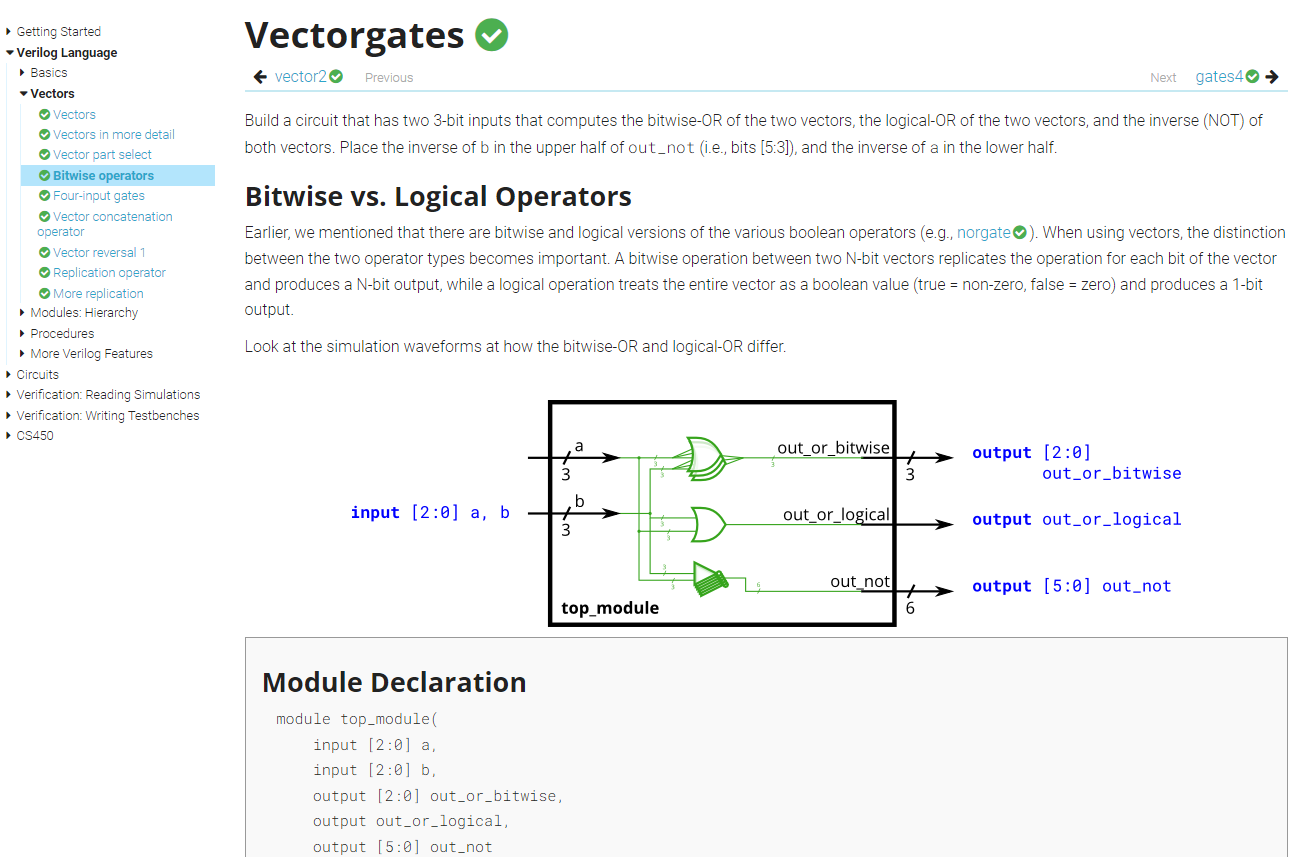 Getting Started
Verilog Language
Basics
Vectors
Vectors
Vectors in more detail
Vector part select
Bitwise operators
Four-input gates
Vector concatenation
operator
Vector reversal 1
Replication operator
More replication
Modules: Hierarchy
Procedures
More Verilog Features
Circuits
Verification: Reading Simulations
Verification: Writing Testbenches
CS450
Vectorgates
vector2 Previous
Next gates4
Build a circuit that has two 3-bit inputs that computes the bitwise-OR of the two vectors, the logical-OR of the two vectors, and the inverse (NOT) of
both vectors. Place the inverse of b in the upper half of out_not (i.e., bits [5:3]), and the inverse of a in the lower half.
Bitwise vs. Logical Operators
Earlier, we mentioned that there are bitwise and logical versions of the various boolean operators (e.g., norgate ). When using vectors, the distinction
between the two operator types becomes important. A bitwise operation between two N-bit vectors replicates the operation for each bit of the vector
and produces a N-bit output, while a logical operation treats the entire vector as a boolean value (true = non-zero, false = zero) and produces a 1-bit
output.
Look at the simulation waveforms at how the bitwise-OR and logical-OR differ.
input [2:0] a, b
a
3
b
3
3
3
3
3
3
3
3
6
out_or_bitwise
3
out_or_logical
out_not
6
top_module
output [2:0]
out_or_bitwise
output out_or_logical
output [5:0] out_not
Module Declaration
module top_module(
input [2:0] a,
input [2:0] b,
output [2:0] out_or_bitwise,
output out_or_logical,
output [5:0] out_not